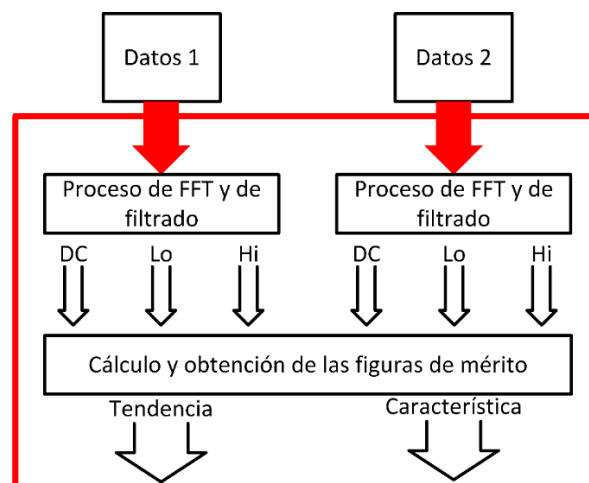 Datos 1
Datos 2
Proceso de FFT y de
filtrado
Proceso de FFT y de
filtrado
DC
Lo
Hi
DC
Lo
Hi
Cálculo y obtención de las figuras de mérito
Tendencia
Característica